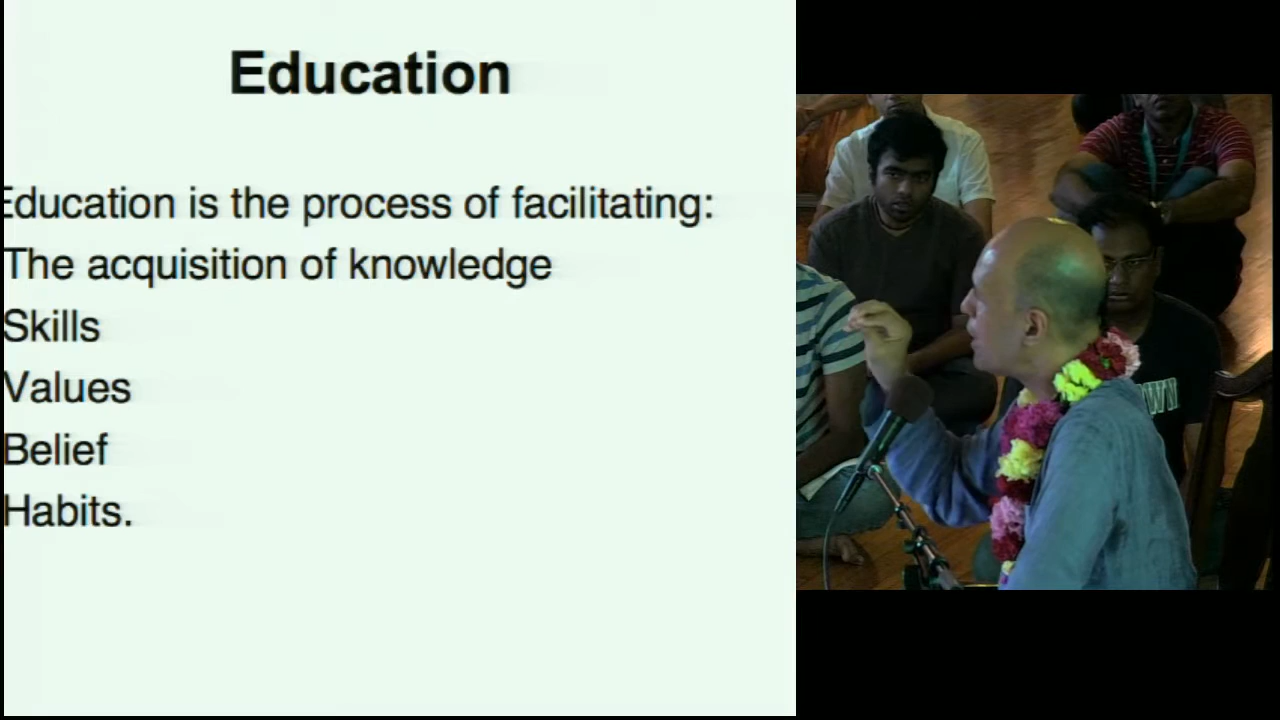 Education
Education is the process of facilitating:
The acquisition of knowledge
Skills
Values
Belief
Habits.